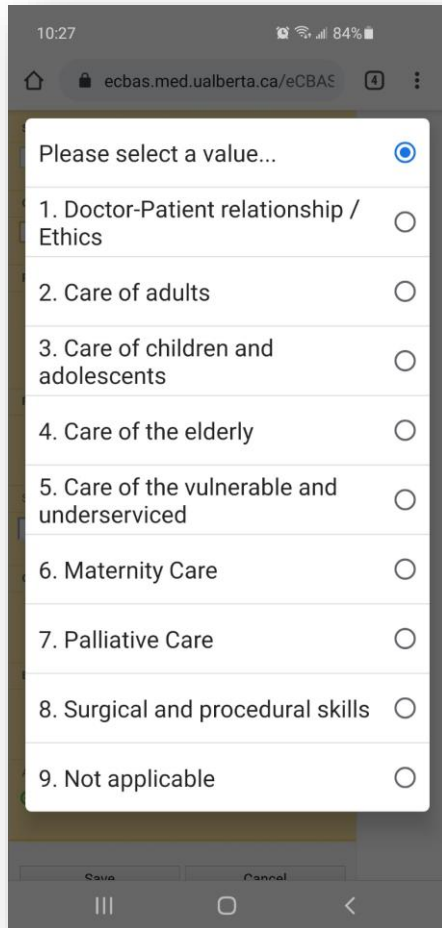 10:27
84%
ecbas.med.ualberta.ca/eCBAS
4
Please select a value...
1. Doctor-Patient relationship /
Ethics
2. Care of adults
3. Care of children and
adolescents
4. Care of the elderly
5. Care of the vulnerable and
underserviced
6. Maternity Care
7. Palliative Care
8. Surgical and procedural skills
9. Not applicable
Save Cancel